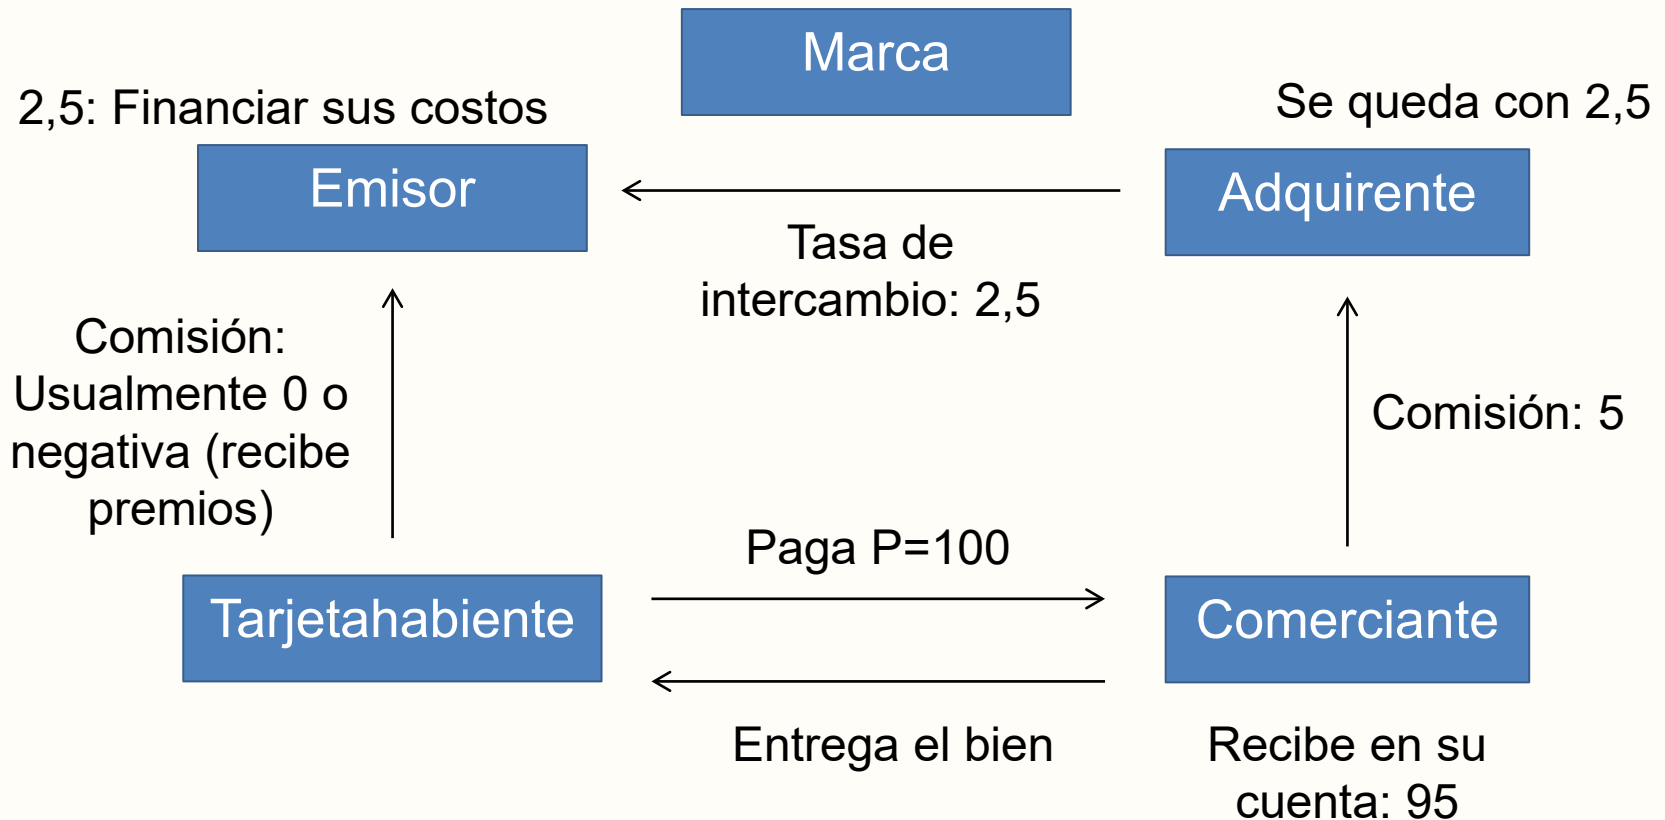 Marca
2,5: Financiar sus costos
Se queda con 2,5
Emisor
Adquirente
Tasa de
intercambio: 2,5
Comisión:
Usualmente 0 o
negativa (recibe
premios)
Comisión: 5
Paga P=100
Tarjetahabiente
Comerciante
Entrega el bien
Recibe en su
cuenta: 95